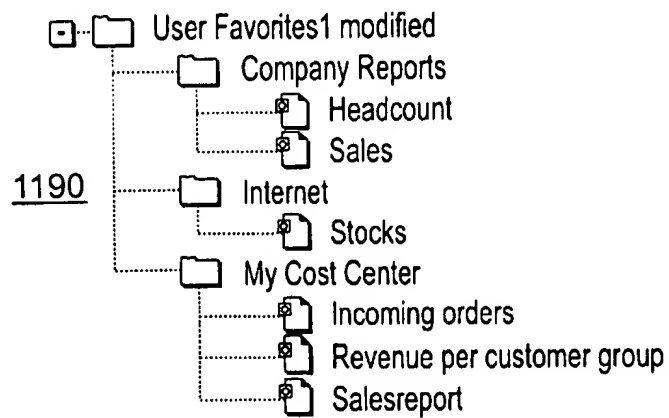 User Favorites1 modified
Company Reports
Headcount
Sales
1190
Internet
Stocks
My Cost Center
Incoming orders
Revenue per customer group
Salesreport